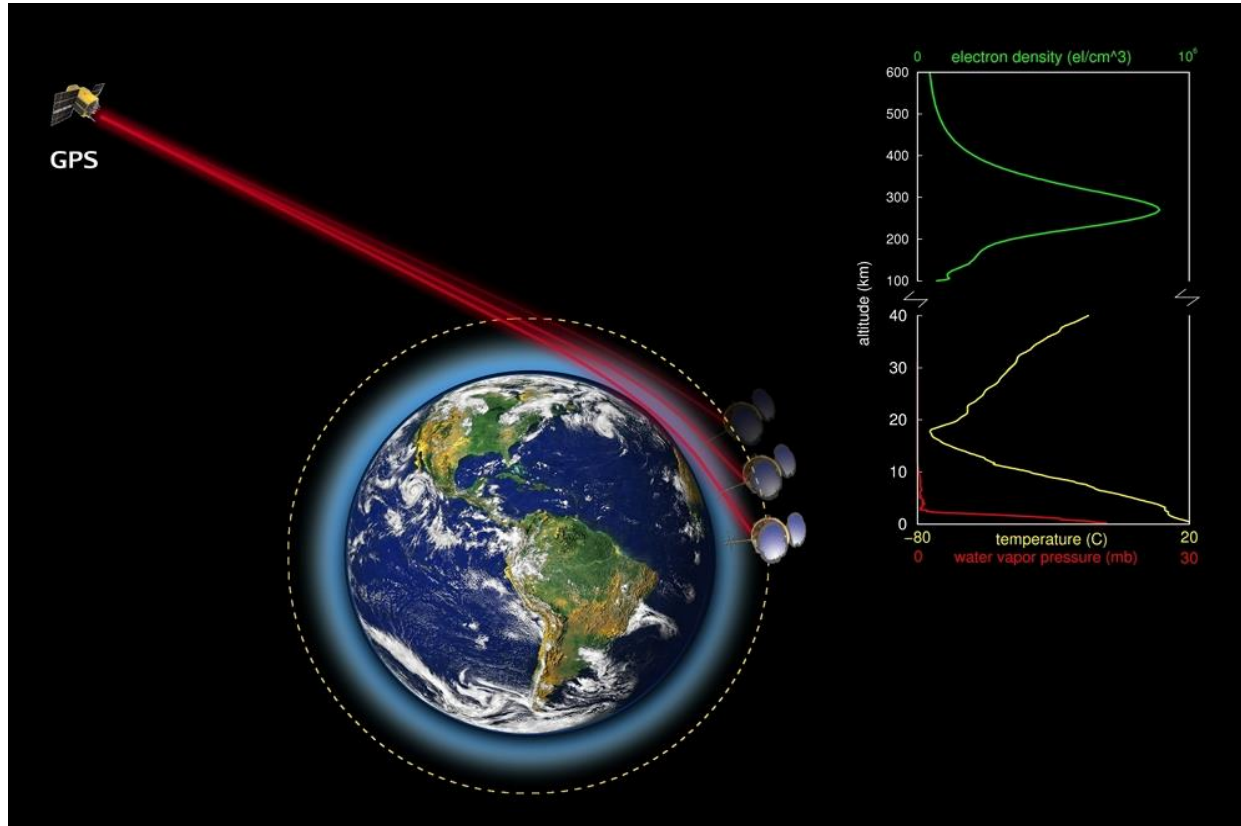 GPS
0 electron density (el/cm^3) 10⁶
600
500
400
300
200
100
altitude (km)
40
30
20
10
0
−80 temperature (C) 20
0 water vapor pressure (mb) 30